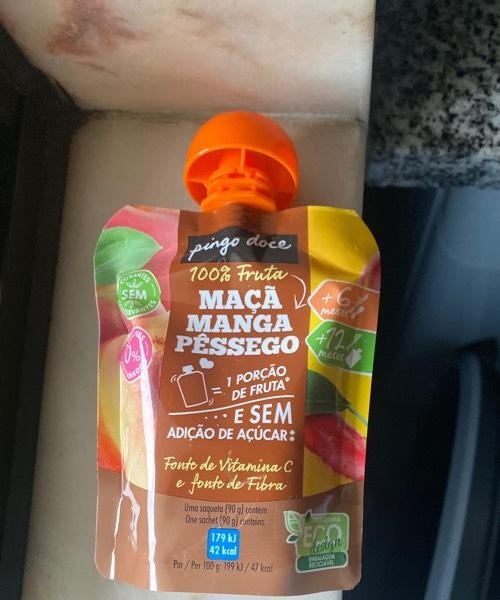 pingo doce
100% Fruta
MAÇÃ
MANGA
PÊSSEGO
+6
meses
+12
meses
SEM
0%
= 1 PORÇÃO
DE FRUTA*
... E SEM
ADIÇÃO DE AÇÚCAR
Fonte de Vitamina C
e fonte de Fibra
Uma saqueta (90 g) contém
One sachet (90 g) contains
179 kJ
42 kcal
Por / Per 100 g: 199 kJ / 47 kcal
ECO
design
EMBALAGEM
RECICLÁVEL